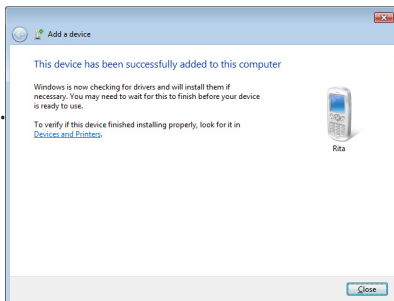 Add a device
This device has been successfully added to this computer
Windows is now checking for drivers and will install them if
necessary. You may need to wait for this to finish before your device
is ready to use.
To verify if this device finished installing properly, look for it in
Devices and Printers.
Rita
Close